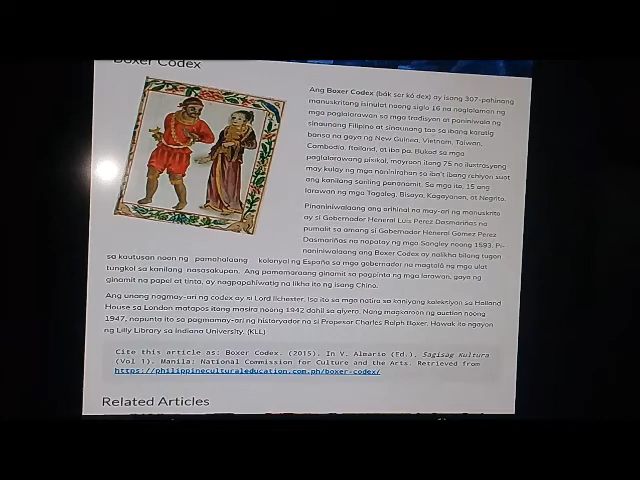 Boxer Codex
Ang Boxer Codex (bák ser kó dex) ay isang 307-pahinang
manuskritang isinulat noong siglo 16 na naglalaman ng
mga paglalarawan sa mga tradisyon at paniniwala ng
sinaunang Filipino at sinaunang tao sa ibang karatig
bansa na gaya ng New Guinea, Vietnam, Taiwan,
Cambodia, Itailand, at iba pa. Bukod sa mga
paglalarawang pisikal, mayroon ilang 75 na ilustrasyong
may kulay ng mga naninirahan sa iba't ibang rehiyon suot
ang kanilang sariling pananamit. Sa mga ito, 15 ang
larawan ng mga Tagalog, Bisaya, Kagayanon, at Negrito.
Pinaniniwalaang ang orihinal na may-ari ng manuskrito
ay si Gobernador Heneral Luis Perez Dasmariñas na
pumalit sa amang si Gobernador Heneral Gomez Perez
Dasmariñas na napatay ng mga Sangley noong 1593. Pi-
naniniwalaang ang Boxer Codex ay nalikha bilang tugon
sa kautusan noon ng pamahalaang kolonyal ng España sa mga gobernador na magtalâ ng mga ulat
tungkol sa kanilang nasasakupan. Ang pamamaraang ginamit sa pagpinta ng mga larawan, gaya ng
ginamit na papel at tinta, ay nagpapahiwatig na likha ito ng isang Chino.
Ang unang nagmay-ari ng codex ay si Lord Ilchester. Isa ito sa mga natira sa kaniyang koleksiyon sa Holland
House sa London matapos itong masira noong 1942 dahil sa giyera. Nang magkaroon ng auction noong
1947, napunta ito sa pagmamay-ari ng historyador na si Propesor Charles Ralph Boxer. Hawak ito ngayon
ng Lilly Library sa Indiana University. (KLL)
Cite this article as: Boxer Codex. (2015). In V. Almario (Ed.), Sagisag Kultura
(Vol 1). Manila: National Commission for Culture and the Arts. Retrieved from
https://philippineculturaleducation.com.ph/boxer-codex/
Related Articles